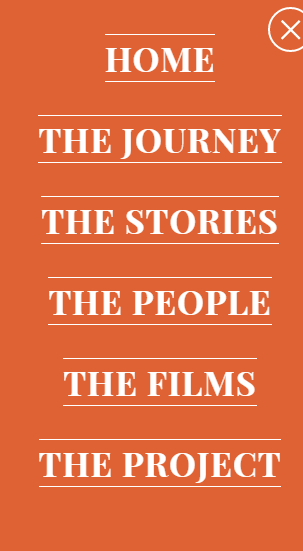 HOME
THE JOURNEY
THE STORIES
THE PEOPLE
THE FILMS
THE PROJECT